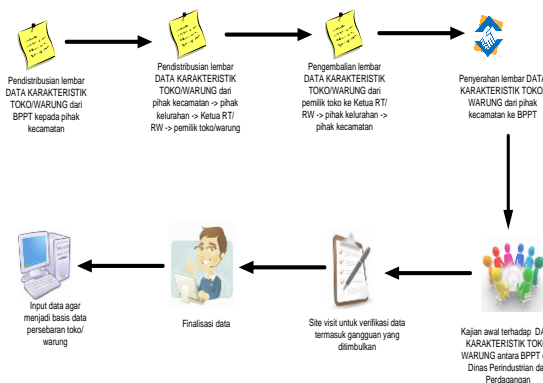 Pendistribusian lembar
DATA KARAKTERISTIK
TOKO/WARUNG dari
BPPT kepada pihak
kecamatan
Pendistribusian lembar
DATA KARAKTERISTIK
TOKO/WARUNG dari
pihak kecamatan -> pihak
kelurahan -> Ketua RT/
RW -> pemilik toko/warung
Pengembalian lembar
DATA KARAKTERISTIK
TOKO/WARUNG dari
pemilik toko ke Ketua RT/
RW -> pihak kelurahan ->
pihak kecamatan
Penyerahan lembar DATA
KARAKTERISTIK TOKO/
WARUNG dari pihak
kecamatan ke BPPT
Kajian awal terhadap
KARAKTERISTIK
WARUNG antara BPPT
Dinas Perindustrian
Perdagangan
Site visit untuk verifikasi data
termasuk gangguan yang
ditimbulkan
Finalisasi data
Input data agar
menjadi basis data
persebaran toko/
warung